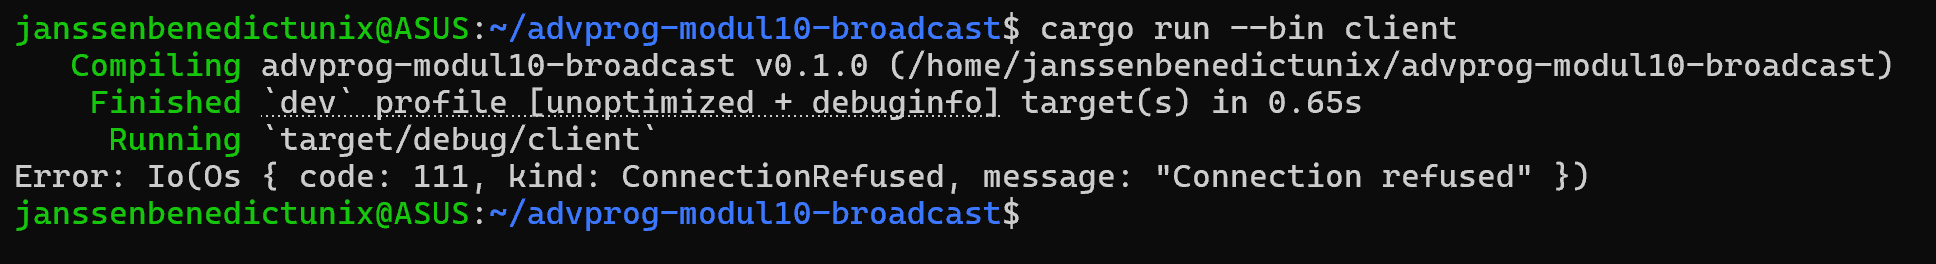 janssenbenedictunix@ASUS:~/advprog-modul10-broadcast$ cargo run --bin client
   Compiling advprog-modul10-broadcast v0.1.0 (/home/janssenbenedictunix/advprog-modul10-broadcast)
    Finished `dev` profile [unoptimized + debuginfo] target(s) in 0.65s
     Running `target/debug/client`
Error: Io(Os { code: 111, kind: ConnectionRefused, message: "Connection refused" })
janssenbenedictunix@ASUS:~/advprog-modul10-broadcast$